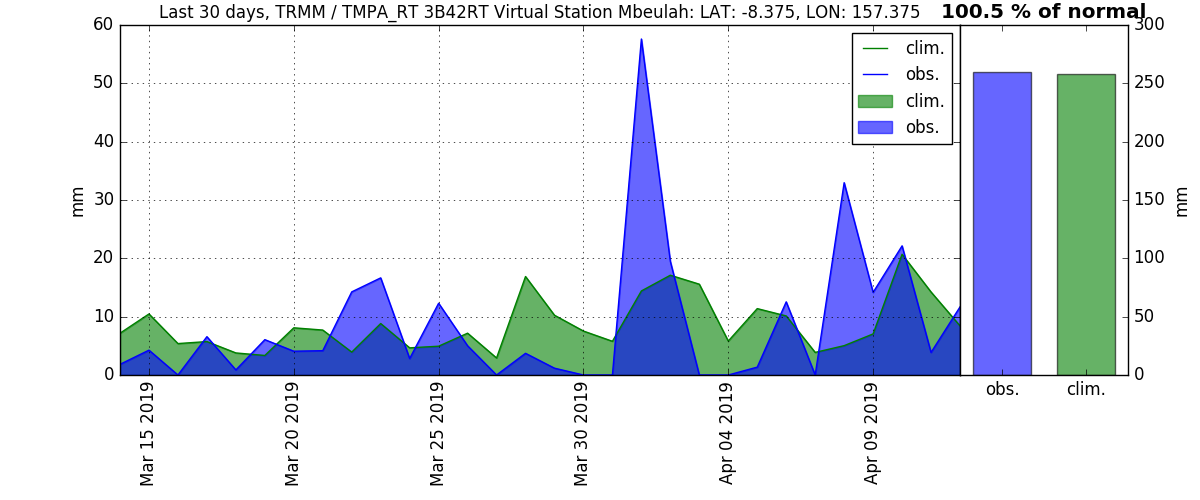 Last 30 days, TRMM / TMPA_RT 3B42RT Virtual Station Mbeulah: LAT: -8.375, LON: 157.375
100.5 % of normal
60
50
40
30
20
10
0
mm
clim.
obs.
clim.
obs.
Mar 15 2019
Mar 20 2019
Mar 25 2019
Mar 30 2019
Apr 04 2019
Apr 09 2019
300
250
200
150
100
50
0
mm
obs.
clim.